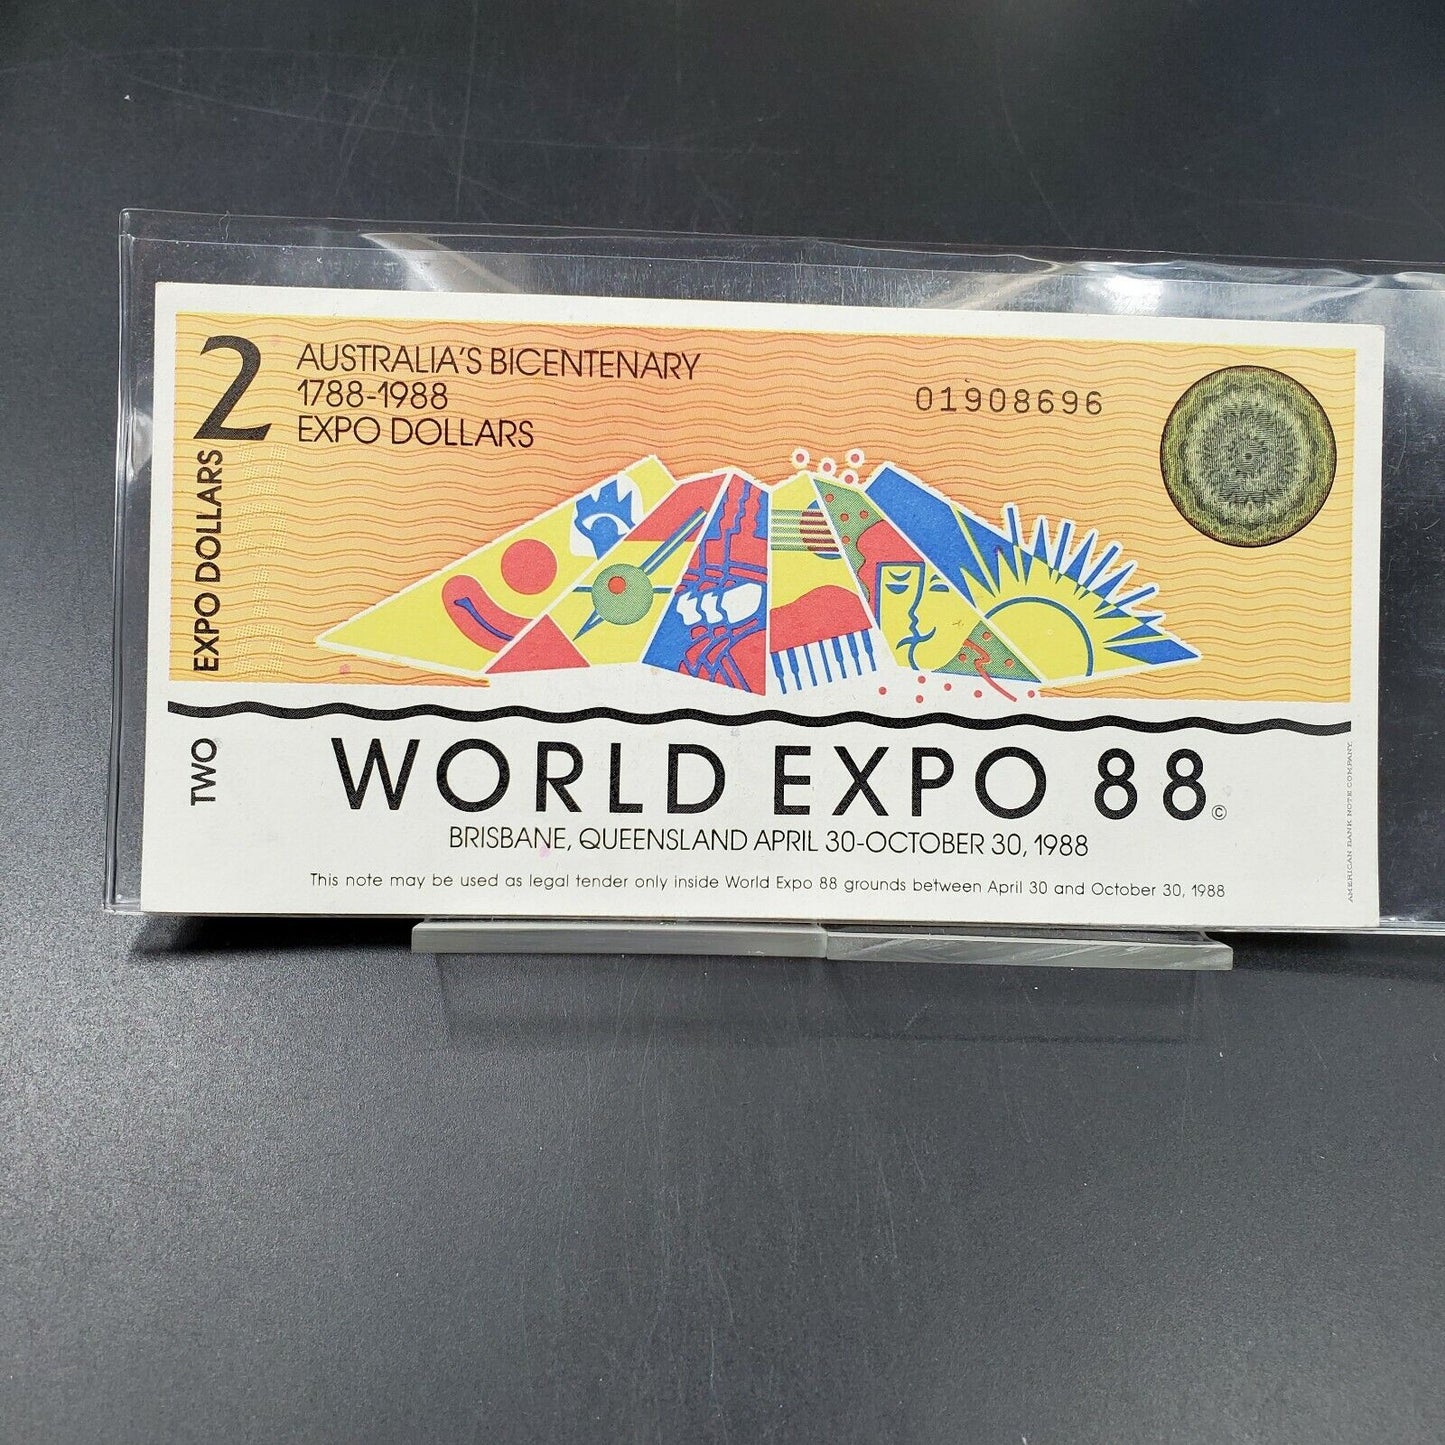 2
AUSTRALIA'S BICENTENARY
1788-1988
EXPO DOLLARS
01908696
TWO EXPO DOLLARS
WORLD EXPO 88©
BRISBANE, QUEENSLAND APRIL 30-OCTOBER 30, 1988
This note may be used as legal tender only inside World Expo 88 grounds between April 30 and October 30, 1988
AMERICAN BANK NOTE COMPANY